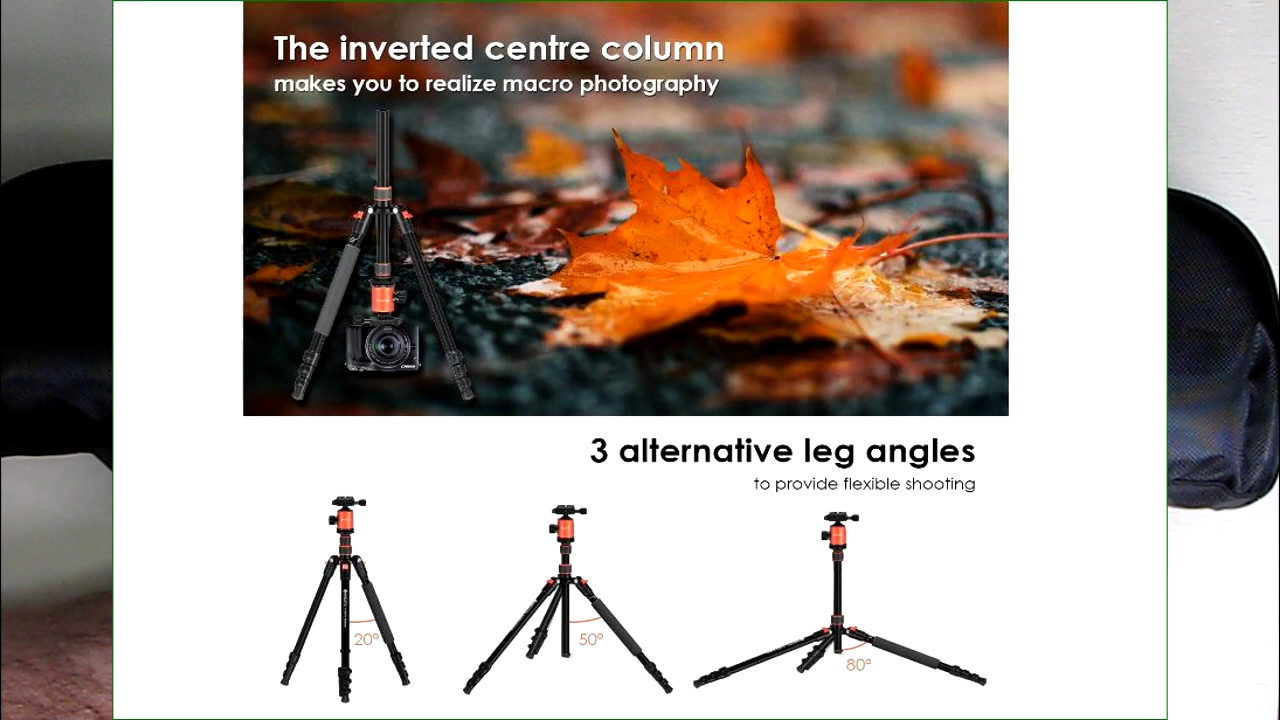 The inverted centre column
makes you to realize macro photography
3 alternative leg angles
to provide flexible shooting
20°
50°
80°